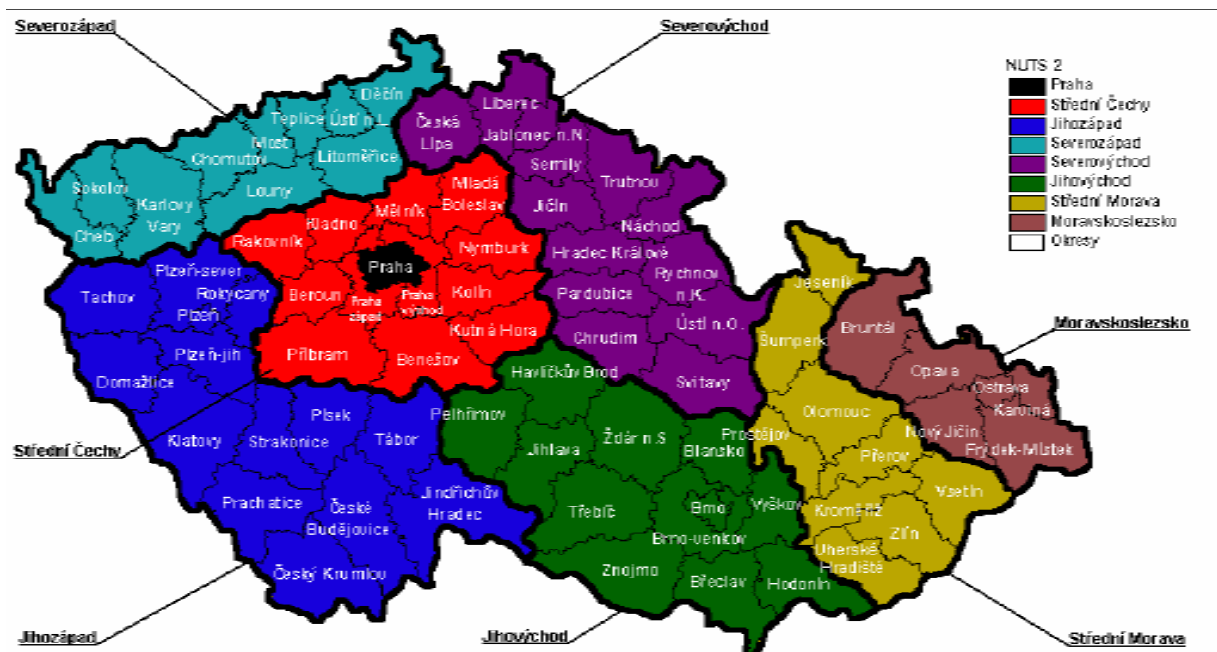 Severozápad
Severovýchod
NUTS 2
Praha
Střední Čechy
Jihozápad
Severozápad
Severovýchod
Jihovýchod
Střední Morava
Moravskoslezsko
Okresy
Děčín
Teplice
Ústí n.L.
Most
Chomutov
Litoměřice
Louny
Sokolov
Karlovy
Vary
Cheb
Liberec
Česká
Lípa
Jablonec n.N.
Semily
Trutnov
Jičín
Náchod
Hradec Králové
Rychnov
n.K.
Pardubice
Ústí n.O.
Chrudim
Svitavy
Mladá
Boleslav
Mělník
Kladno
Rakovník
Nymburk
Praha
Beroun
Praha
západ
Praha
východ
Kolín
Kutná Hora
Příbram
Benešov
Plzeň-sever
Tachov
Rokycany
Plzeň
Plzeň-jih
Domažlice
Písek
Klatovy
Strakonice
Tábor
Prachatice
České
Budějovice
Jindřichův
Hradec
Český Krumlov
Havlíčkův Brod
Pelhřimov
Jihlava
Žďár n.S
Blansko
Třebíč
Brno
Vyškov
Brno-venkov
Znojmo
Břeclav
Hodonín
Jeseník
Šumperk
Olomouc
Prostějov
Přerov
Kroměříž
Vsetín
Zlín
Uherské
Hradiště
Bruntál
Opava
Ostrava
Karviná
Nový Jičín
Frýdek-Místek
Moravskoslezsko
Střední Čechy
Jihozápad
Jihovýchod
Střední Morava